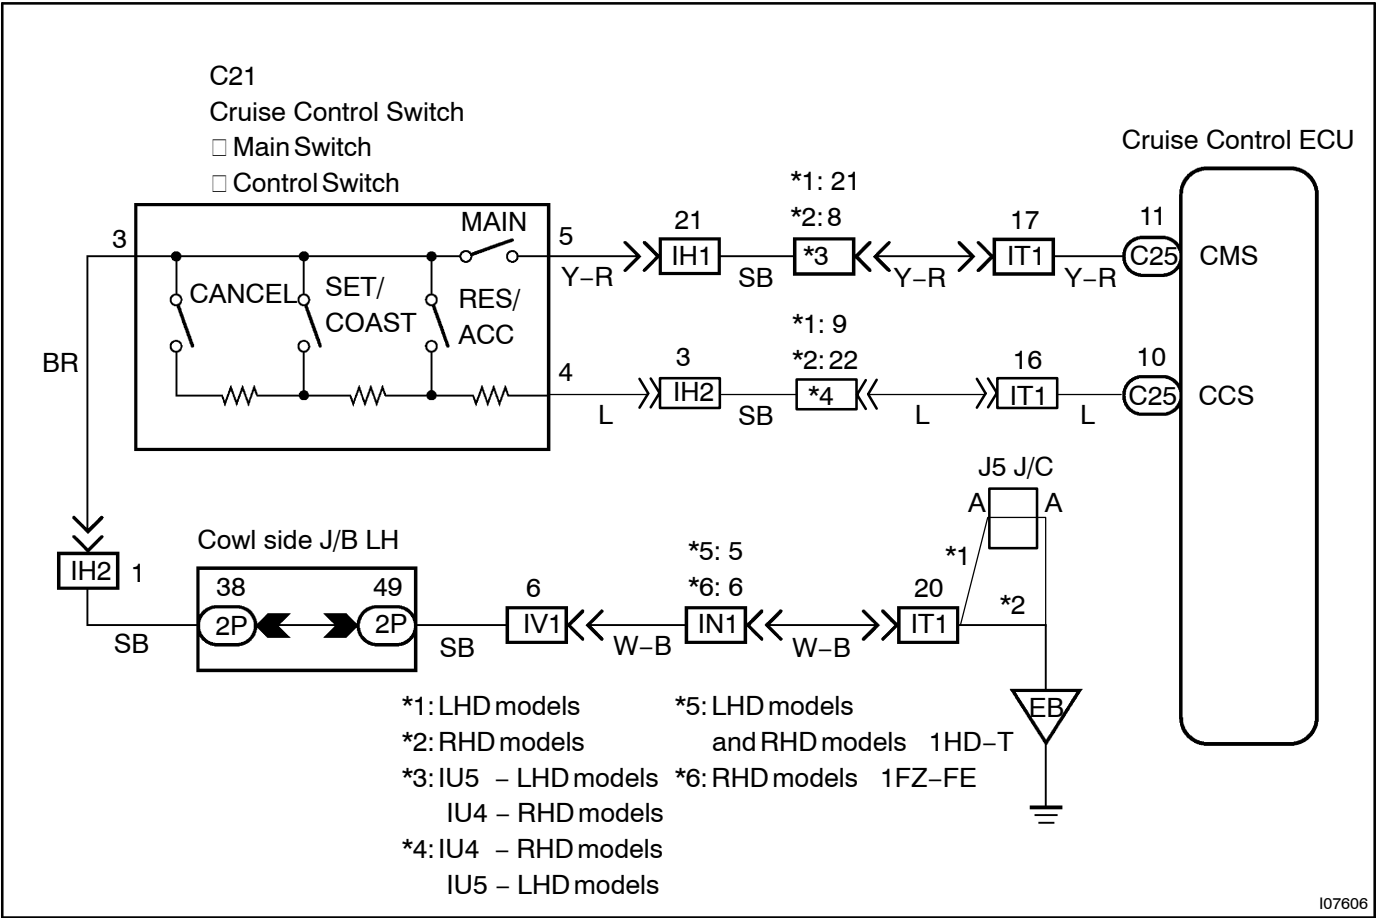 C21
Cruise Control Switch
□ Main Switch
□ Control Switch
Cruise Control ECU
*1: 21
*2: 8
3
MAIN
5
21
17
11
IH1
*3
IT1
C25
CMS
Y–R
SB
Y–R
Y–R
CANCEL
SET/
COAST
RES/
ACC
*1: 9
*2: 22
BR
4
3
16
10
IH2
*4
IT1
C25
CCS
L
SB
L
L
J5 J/C
A
A
Cowl side J/B LH
*5: 5
*6: 6
*1
IH2
1
38
49
6
20
*2
2P
2P
IV1
IN1
IT1
SB
SB
W–B
W–B
EB
*1: LHD models
*2: RHD models
*3: IU5 – LHD models
IU4 – RHD models
*4: IU4 – RHD models
IU5 – LHD models
*5: LHD models
and RHD models 1HD–T
*6: RHD models 1FZ–FE
I07606